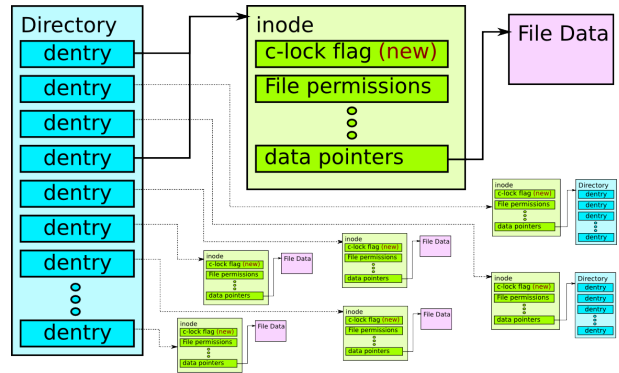 Directory
dentry
dentry
dentry
dentry
dentry
dentry
dentry
dentry
inode
c-lock flag (new)
File permissions
data pointers
File Data
inode
c-lock flag (new)
File permissions
data pointers
Directory
dentry
dentry
dentry
dentry
inode
c-lock flag (new)
File permissions
data pointers
File Data
inode
c-lock flag (new)
File permissions
data pointers
File Data
inode
c-lock flag (new)
File permissions
data pointers
Directory
dentry
dentry
dentry
dentry
inode
c-lock flag (new)
File permissions
data pointers
File Data
inode
c-lock flag (new)
File permissions
data pointers
File Data